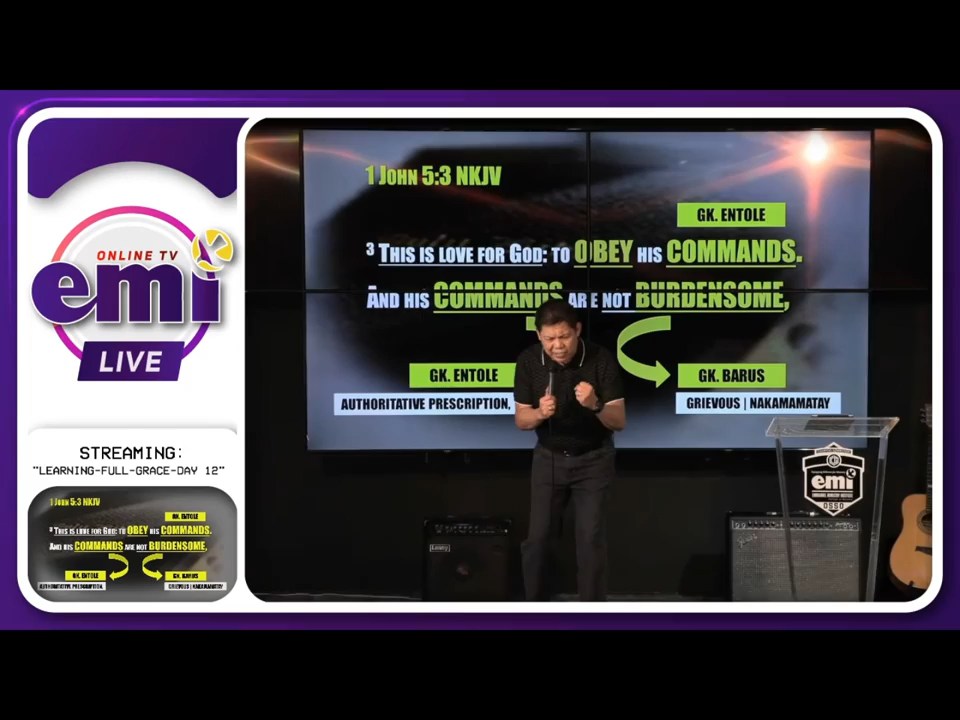 ONLINE TV
emi
LIVE
STREAMING:
"LEARNING-FULL-GRACE-DAY 12"
1 JOHN 5:3 NKJV
GK. ENTOLE
3 THIS IS LOVE FOR GOD: TO OBEY HIS COMMANDS.
AND HIS COMMANDS ARE NOT BURDENSOME,
GK. ENTOLE
GK. BARUS
AUTHORITATIVE PRESCRIPTION,
GRIEVOUS | NAKAMAMATAY
1 JOHN 5:3 NKJV
GK. ENTOLE
3 THIS IS LOVE FOR GOD: TO OBEY HIS COMMANDS.
AND HIS COMMANDS ARE NOT BURDENSOME,
GK. ENTOLE
GK. BARUS
AUTHORITATIVE PRESCRIPTION,
GRIEVOUS | NAKAMAMATAY
emi
Laney